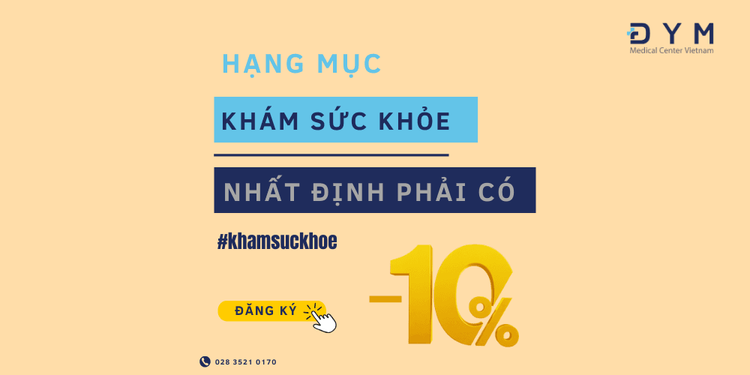 DYM
Medical Center Vietnam
HẠNG MỤC
KHÁM SỨC KHỎE
NHẤT ĐỊNH PHẢI CÓ
#khamsuckhoe
-10%
ĐĂNG KÝ
028 3521 0170